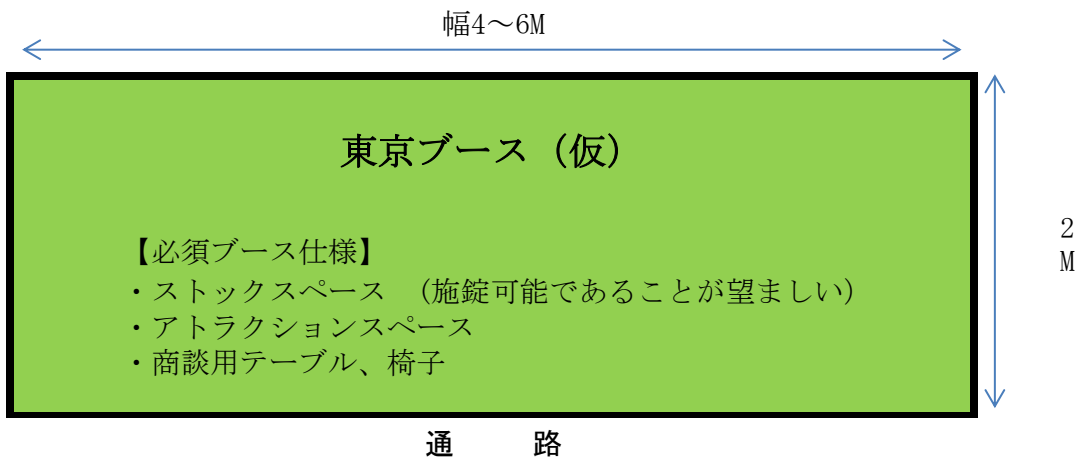 幅4～6M
東京ブース（仮）
2
M
【必須ブース仕様】
・ストックスペース　（施錠可能であることが望ましい）
・アトラクションスペース
・商談用テーブル、椅子
通　　路